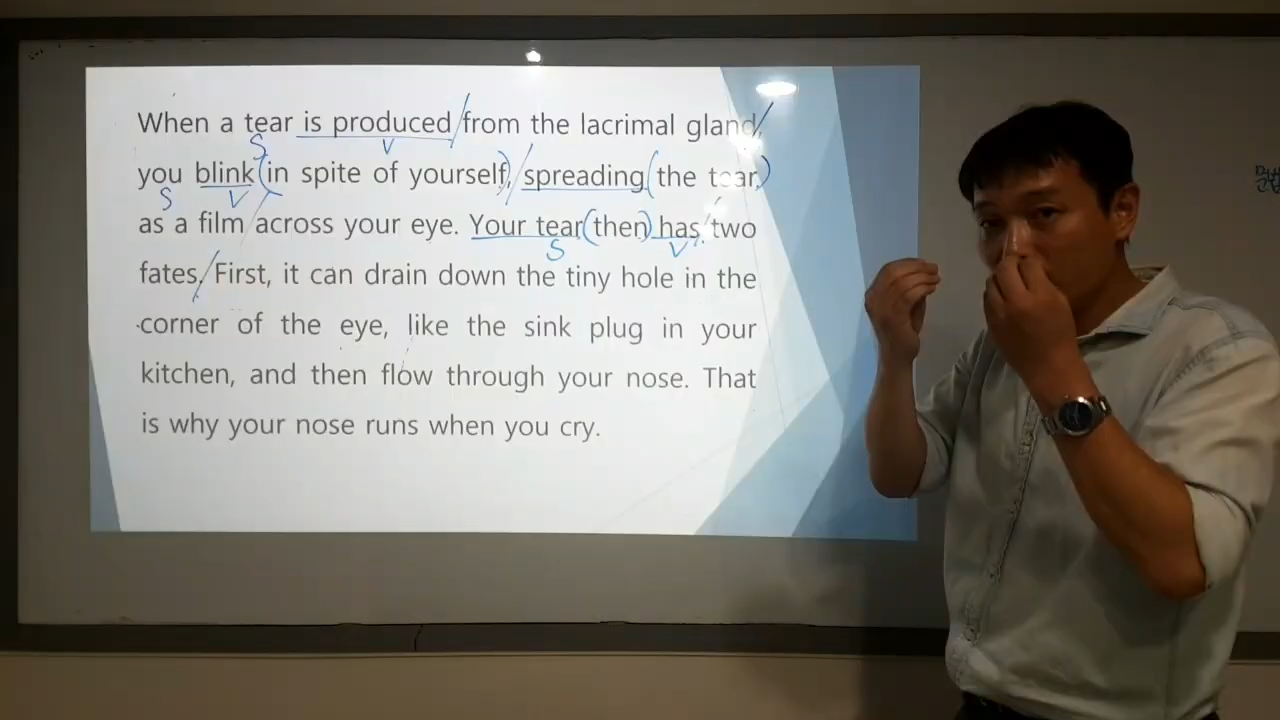 When a tear is produced from the lacrimal gland,
you blink in spite of yourself, spreading the tear
as a film across your eye. Your tear then has two
fates. First, it can drain down the tiny hole in the
corner of the eye, like the sink plug in your
kitchen, and then flow through your nose. That
is why your nose runs when you cry.
S
V
S
V
S
V